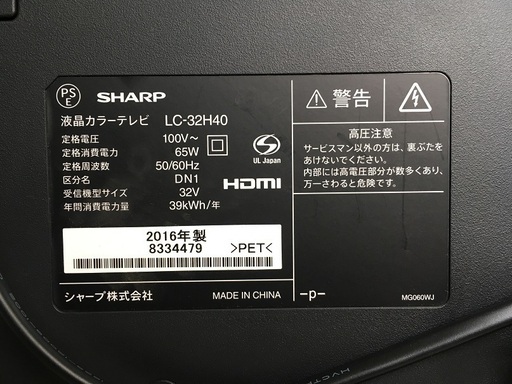 PS
E
SHARP
液晶カラーテレビ LC-32H40
定格電圧 100V～
定格消費電力 65W
定格周波数 50/60Hz
区分名 DN1
受信機型サイズ 32V
年間消費電力量 39kWh/年
S
UL Japan
HDMI
2016年製
8334479
>PET<
シャープ株式会社
MADE IN CHINA
警告
高圧注意
サービスマン以外の方は、裏ぶたを
あけないでください。
内部には高電圧部分が数多くあり、
万一さわると危険です。
-p-
MG060WJ